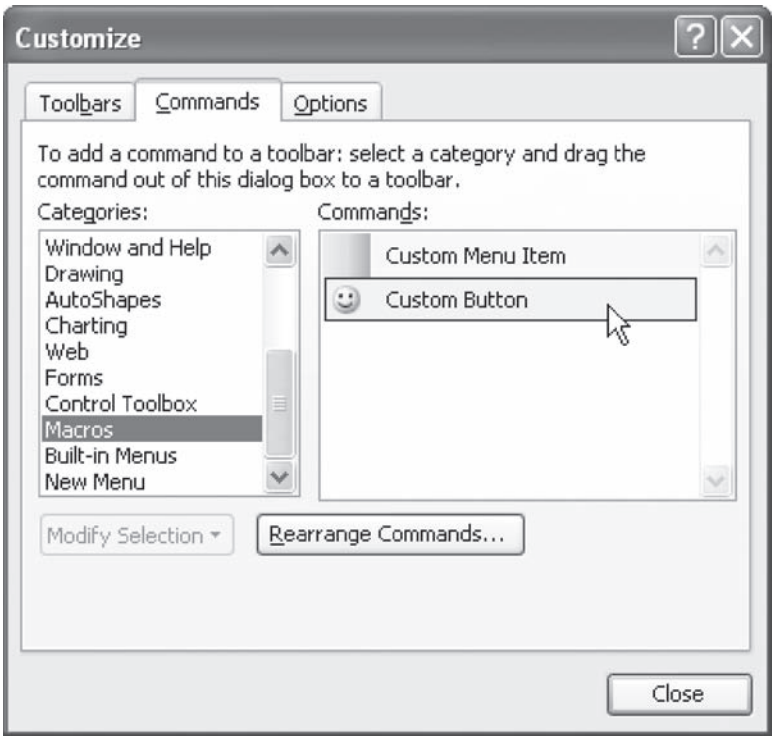 Customize
Toolbars
Commands
Options
To add a command to a toolbar: select a category and drag the
command out of this dialog box to a toolbar.
Categories:
Commands:
Window and Help
Drawing
AutoShapes
Charting
Web
Forms
Control Toolbox
Macros
Built-in Menus
New Menu
Custom Menu Item
Custom Button
Modify Selection
Rearrange Commands...
Close